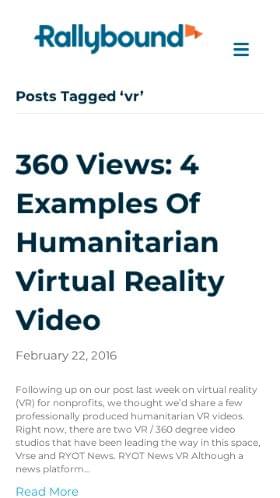 Rallybound
Posts Tagged ‘vr’
360 Views: 4
Examples Of
Humanitarian
Virtual Reality
Video
February 22, 2016
Following up on our post last week on virtual reality
(VR) for nonprofits, we thought we’d share a few
professionally produced humanitarian VR videos.
Right now, there are two VR / 360 degree video
studios that have been leading the way in this space,
Vrse and RYOT News. RYOT News VR Although a
news platform...
Read More